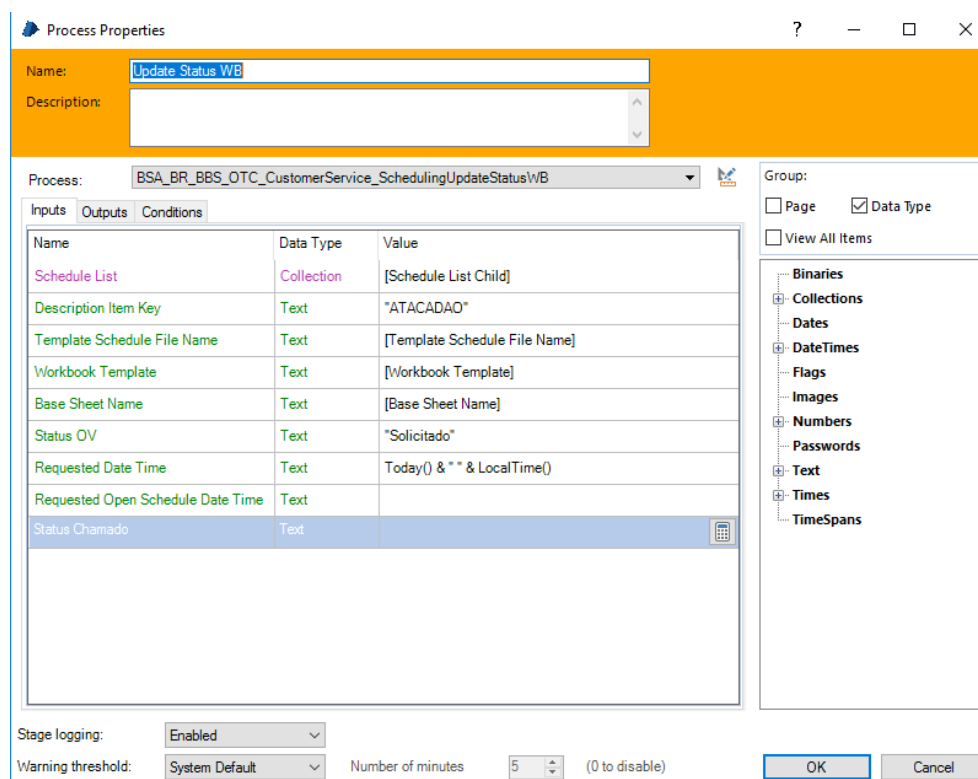 Process Properties
?
Name:
Update Status WB
Description:
Process:
BSA_BR_BBS_OTC_CustomerService_SchedulingUpdateStatusWB
Group:
Page
Data Type
View All Items
Inputs Outputs Conditions
Name Data Type Value
Schedule List Collection [Schedule List Child]
Description Item Key Text "ATACADAO"
Template Schedule File Name Text [Template Schedule File Name]
Workbook Template Text [Workbook Template]
Base Sheet Name Text [Base Sheet Name]
Status OV Text "Solicitado"
Requested Date Time Text Today() & " " & LocalTime()
Requested Open Schedule Date Time Text
Status Chamado Text
Binaries
Collections
Dates
DateTimes
Flags
Images
Numbers
Passwords
Text
Times
TimeSpans
Stage logging: Enabled
Warning threshold: System Default Number of minutes 5 (0 to disable)
OK Cancel